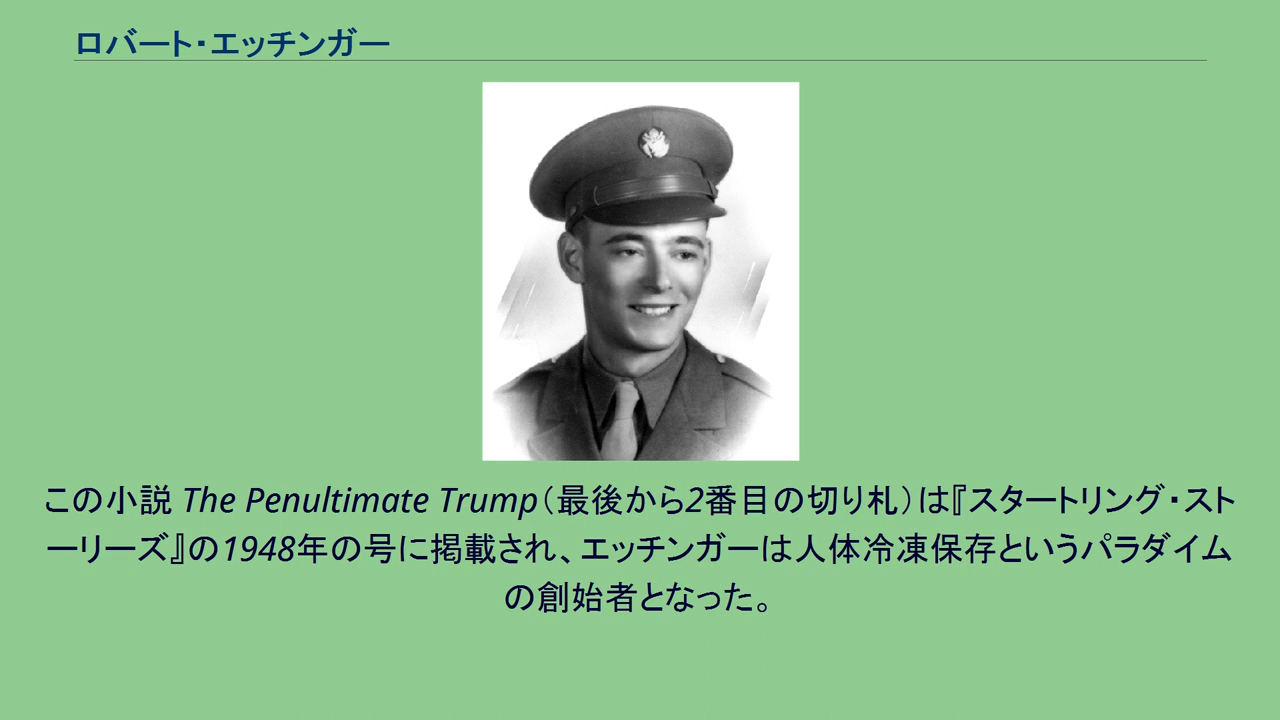 ロバート・エッチンガー
この小説 The Penultimate Trump（最後から2番目の切り札）は『スタートリング・スト
ーリーズ』の1948年の号に掲載され、エッチンガーは人体冷凍保存というパラダイム
の創始者となった。